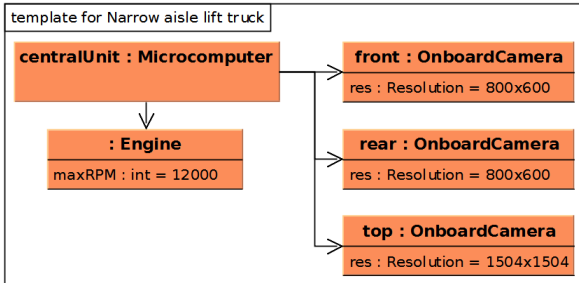 template for Narrow aisle lift truck
centralUnit : Microcomputer
front : OnboardCamera
res : Resolution = 800x600
: Engine
maxRPM : int = 12000
rear : OnboardCamera
res : Resolution = 800x600
top : OnboardCamera
res : Resolution = 1504x1504